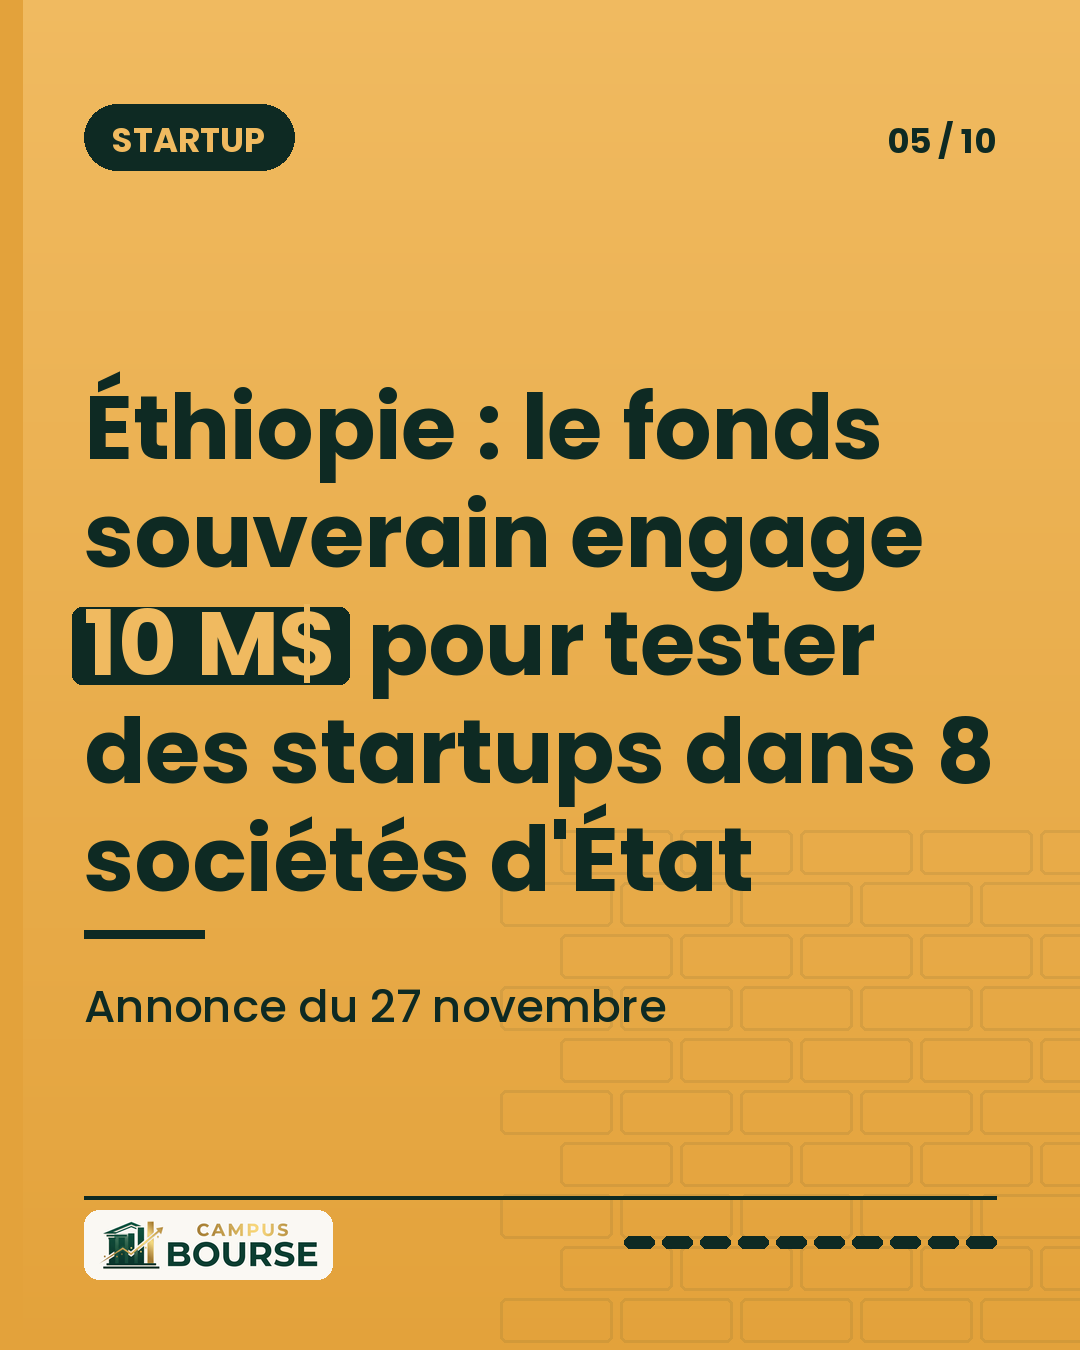 STARTUP
05 / 10
Éthiopie : le fonds
souverain engage
10 M$ pour tester
des startups dans 8
sociétés d'État
Annonce du 27 novembre
CAMPUS
BOURSE